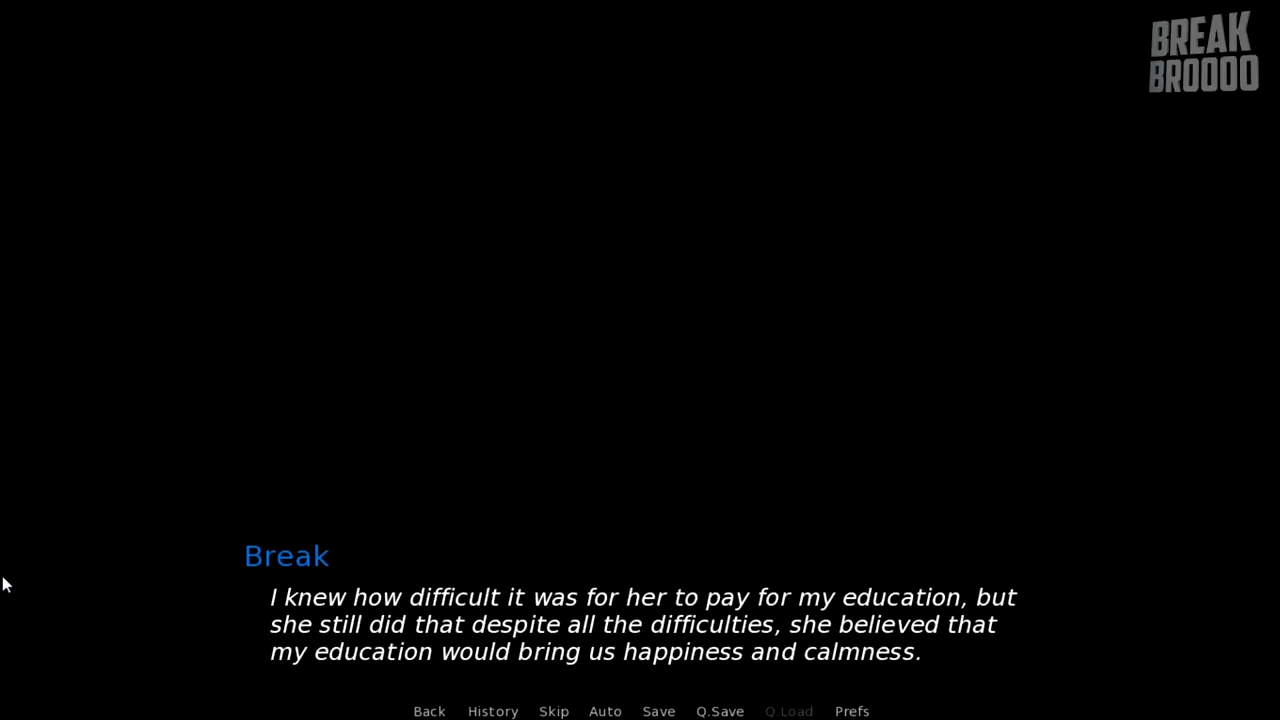 BREAK
BROOOO
Break
I knew how difficult it was for her to pay for my education, but
she still did that despite all the difficulties, she believed that
my education would bring us happiness and calmness.
Back History Skip Auto Save Q.Save Q.Load Prefs